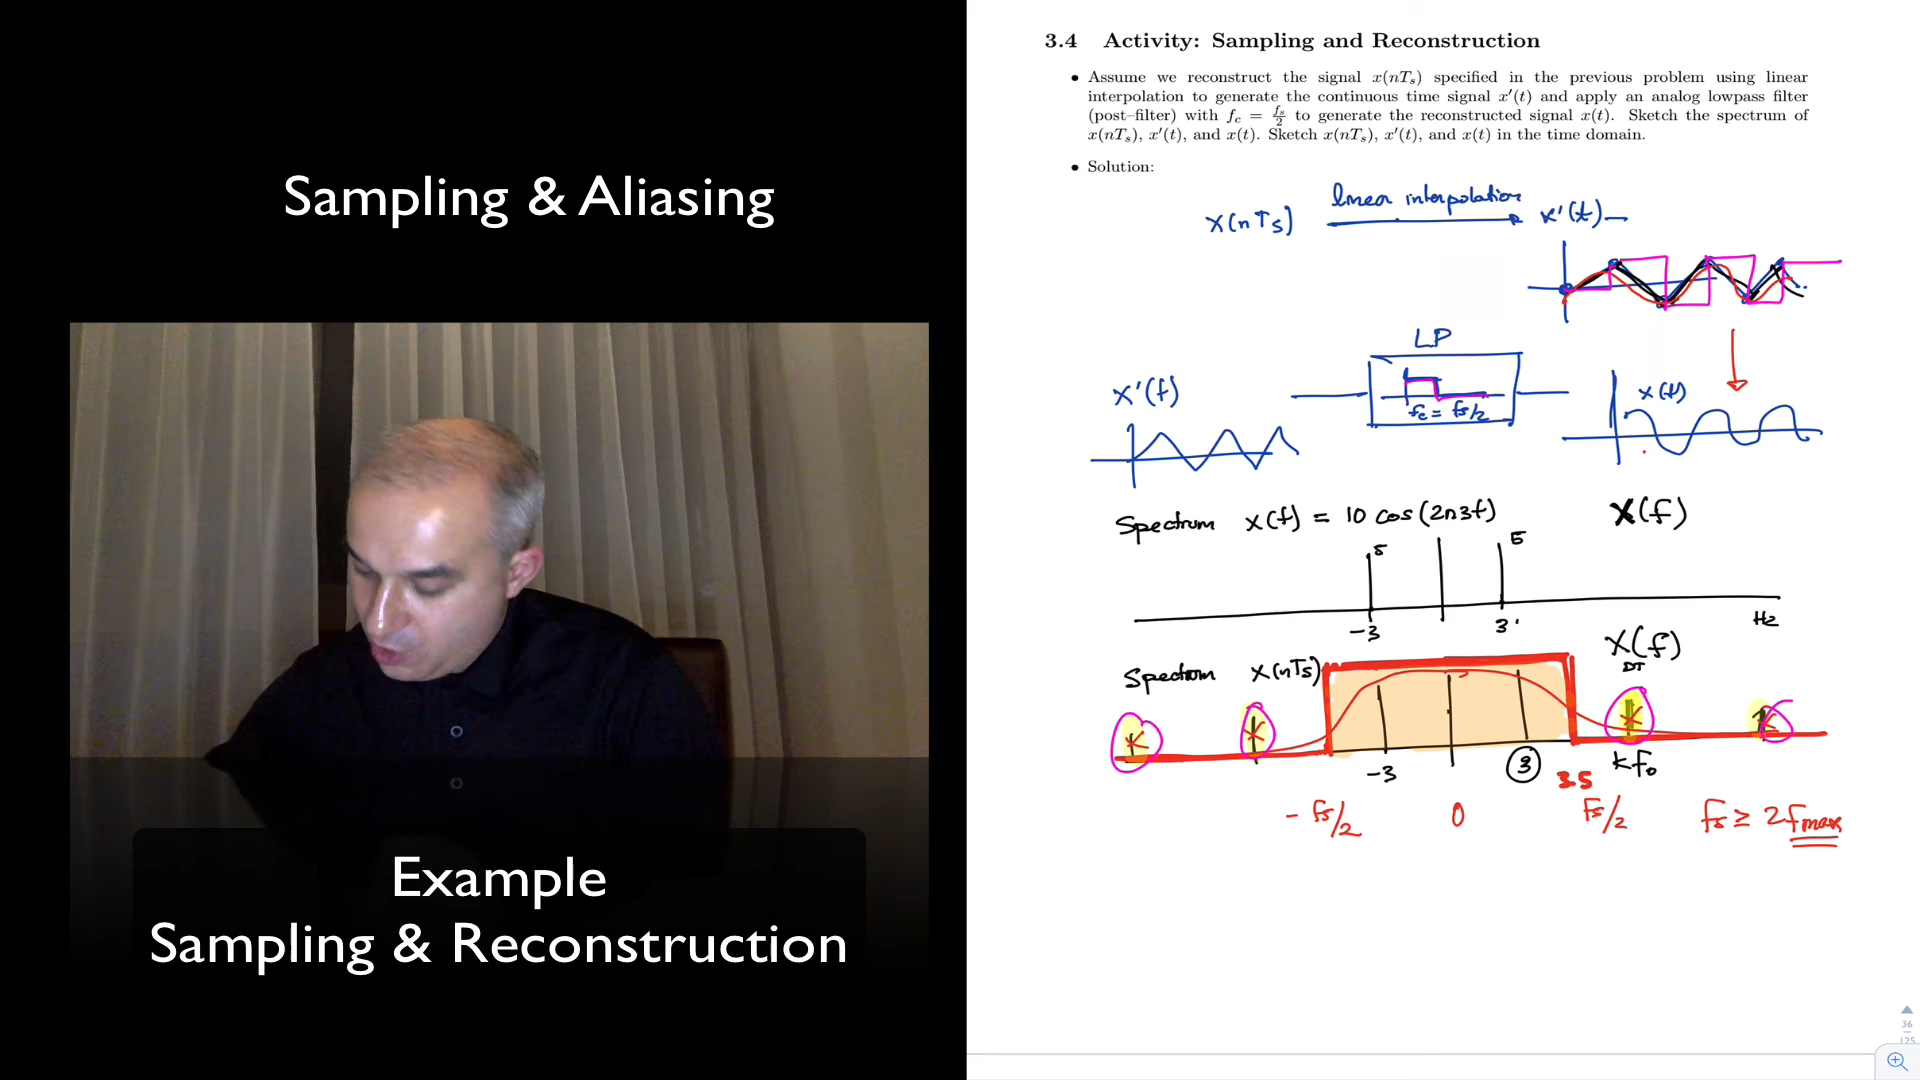 Sampling & Aliasing
Example
Sampling & Reconstruction
3.4 Activity: Sampling and Reconstruction
• Assume we reconstruct the signal x(nTs) specified in the previous problem using linear
interpolation to generate the continuous time signal x′(t) and apply an analog lowpass filter
(post–filter) with fc = fs/2 to generate the reconstructed signal x(t). Sketch the spectrum of
x(nTs), x′(t), and x(t). Sketch x(nTs), x′(t), and x(t) in the time domain.
• Solution:
linear interpolation
x(nTs) x'(t)
LP
x'(t)
fc = fs/2
x(t)
Spectrum x(t) = 10 cos(2π3t) X(f)
5 5
-3 3 Hz
Spectrum x(nTs) X(f)
DT
-3 3 3.5 kfo
- fs/2 0 fs/2 fs ≥ 2fmax
36
125